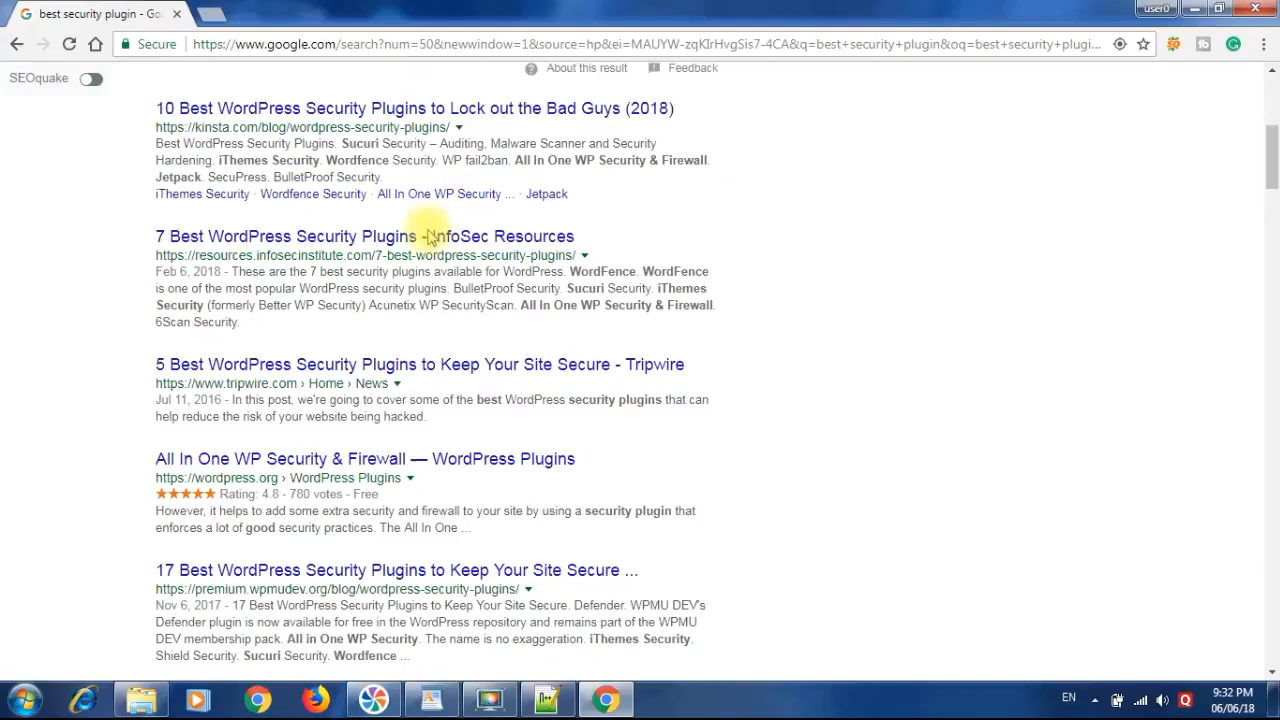 best security plugin - Go
user0
Secure
https://www.google.com/search?num=50&newwindow=1&source=hp&ei=MAUYW-zqKIrHvgSis7-4CA&q=best+security+plugin&oq=best+security+plugi...
SEOquake
About this result
Feedback
10 Best WordPress Security Plugins to Lock out the Bad Guys (2018)
https://kinsta.com/blog/wordpress-security-plugins/
Best WordPress Security Plugins. Sucuri Security – Auditing, Malware Scanner and Security
Hardening. iThemes Security. Wordfence Security. WP fail2ban. All In One WP Security & Firewall.
Jetpack. SecuPress. BulletProof Security.
iThemes Security · Wordfence Security · All In One WP Security ... · Jetpack
7 Best WordPress Security Plugins - InfoSec Resources
https://resources.infosecinstitute.com/7-best-wordpress-security-plugins/
Feb 6, 2018 - These are the 7 best security plugins available for WordPress. WordFence. WordFence
is one of the most popular WordPress security plugins. BulletProof Security. Sucuri Security. iThemes
Security (formerly Better WP Security) Acunetix WP SecurityScan. All In One WP Security & Firewall.
6Scan Security.
5 Best WordPress Security Plugins to Keep Your Site Secure - Tripwire
https://www.tripwire.com › Home › News
Jul 11, 2016 - In this post, we're going to cover some of the best WordPress security plugins that can
help reduce the risk of your website being hacked.
All In One WP Security & Firewall — WordPress Plugins
https://wordpress.org › WordPress Plugins
Rating: 4.8 - 780 votes - Free
However, it helps to add some extra security and firewall to your site by using a security plugin that
enforces a lot of good security practices. The All In One ...
17 Best WordPress Security Plugins to Keep Your Site Secure ...
https://premium.wpmudev.org/blog/wordpress-security-plugins/
Nov 6, 2017 - 17 Best WordPress Security Plugins to Keep Your Site Secure. Defender. WPMU DEV's
Defender plugin is now available for free in the WordPress repository and remains part of the WPMU
DEV membership pack. All in One WP Security. The name is no exaggeration. iThemes Security.
Shield Security. Sucuri Security. Wordfence ...
EN
9:32 PM
06/06/18